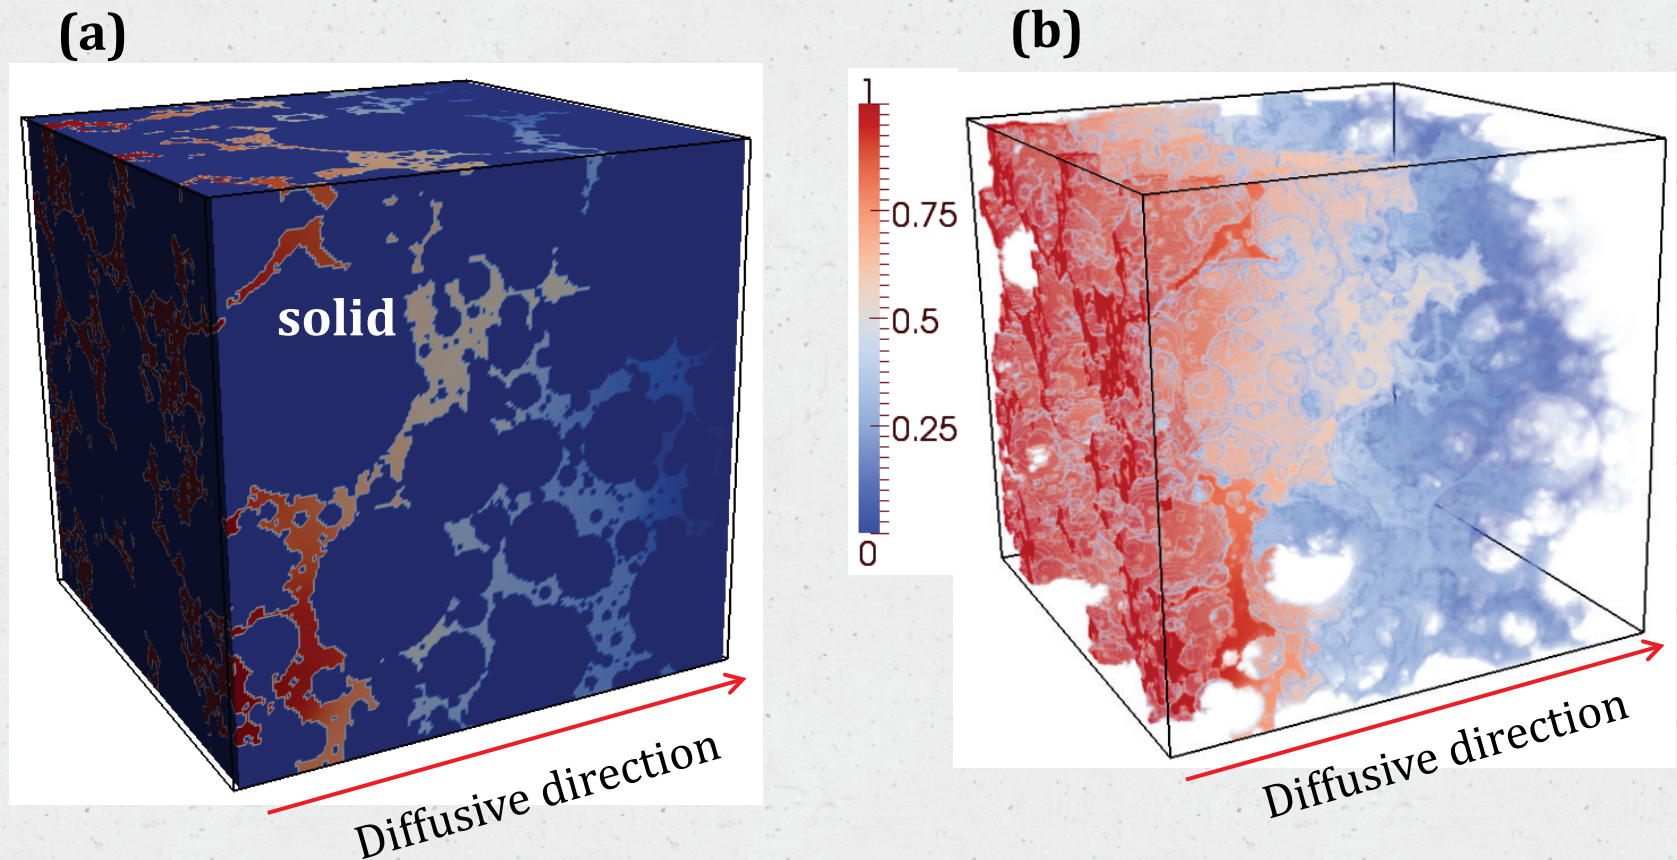 (a)
solid
Diffusive direction
(b)
1
0.75
0.5
0.25
0
Diffusive direction